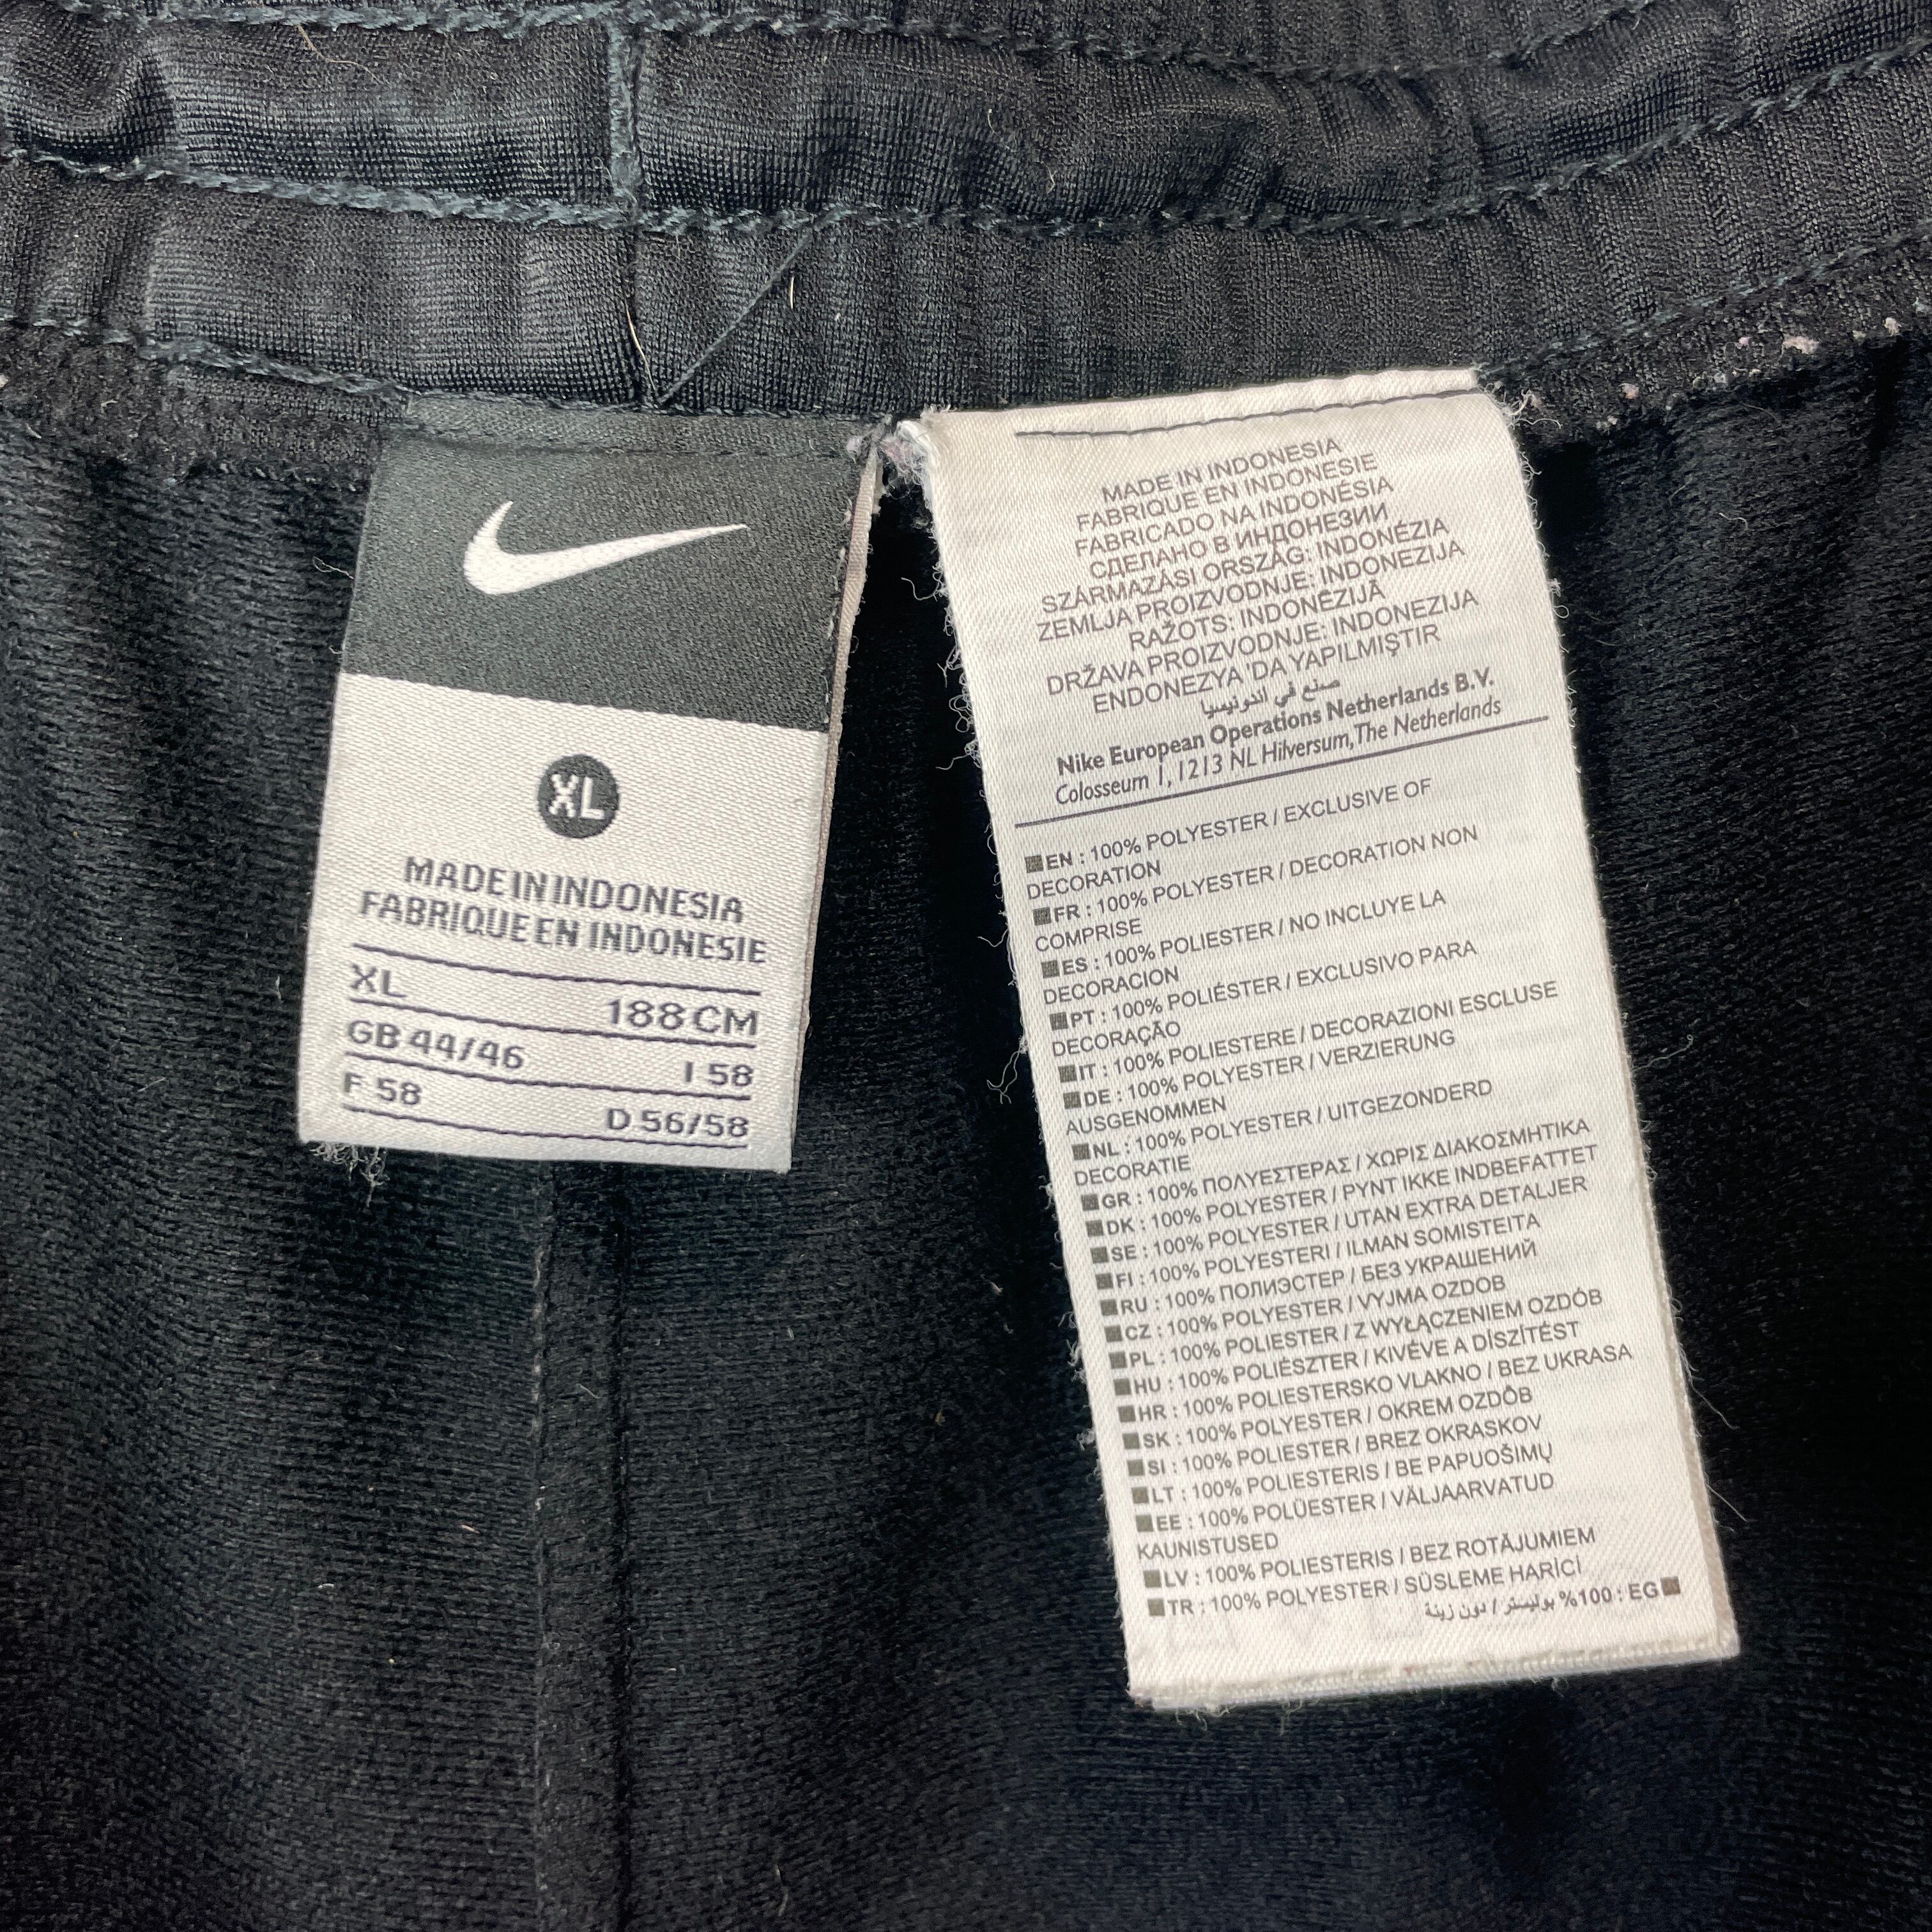 XL
MADE IN INDONESIA
FABRIQUE EN INDONESIE
XL 188 CM
GB 44/46 I 58
F 58 D 56/58
MADE IN INDONESIA
FABRIQUE EN INDONESIE
FABRICADO NA INDONÉSIA
СДЕЛАНО В ИНДОНЕЗИИ
SZÁRMAZÁSI ORSZÁG: INDONÉZIA
ZEMLJA PROIZVODNJE: INDONEZIJA
RAŽOTS: INDONĒZIJĀ
DRŽAVA PROIZVODNJE: INDONEZIJA
ENDONEZYA 'DA YAPILMIŞTIR
صنع في اندونيسيا
Nike European Operations Netherlands B.V.
Colosseum 1, 1213 NL Hilversum, The Netherlands
EN : 100% POLYESTER / EXCLUSIVE OF
DECORATION
FR : 100% POLYESTER / DECORATION NON
COMPRISE
ES : 100% POLIESTER / NO INCLUYE LA
DECORACION
PT : 100% POLIÉSTER / EXCLUSIVO PARA
DECORAÇÃO
IT : 100% POLIESTERE / DECORAZIONI ESCLUSE
DE : 100% POLYESTER / VERZIERUNG
AUSGENOMMEN
NL : 100% POLYESTER / UITGEZONDERD
DECORATIE
GR : 100% ΠΟΛΥΕΣΤΕΡΑΣ / ΧΩΡΙΣ ΔΙΑΚΟΣΜΗΤΙΚΑ
DK : 100% POLYESTER / PYNT IKKE INDBEFATTET
SE : 100% POLYESTER / UTAN EXTRA DETALJER
FI : 100% POLYESTERI / ILMAN SOMISTEITA
RU : 100% ПОЛИЭСТЕР / БЕЗ УКРАШЕНИЙ
CZ : 100% POLYESTER / VYJMA OZDOB
PL : 100% POLIESTER / Z WYŁĄCZENIEM OZDÓB
HU : 100% POLIÉSZTER / KIVÉVE A DÍSZÍTÉST
HR : 100% POLIESTERSKO VLAKNO / BEZ UKRASA
SK : 100% POLYESTER / OKREM OZDÔB
SI : 100% POLIESTER / BREZ OKRASKOV
LT : 100% POLIESTERIS / BE PAPUOŠIMŲ
EE : 100% POLÜESTER / VÄLJAARVATUD
KAUNISTUSED
LV : 100% POLIESTERIS / BEZ ROTĀJUMIEM
TR : 100% POLYESTER / SÜSLEME HARİCİ
EG : 100% بوليستر / دون زينة